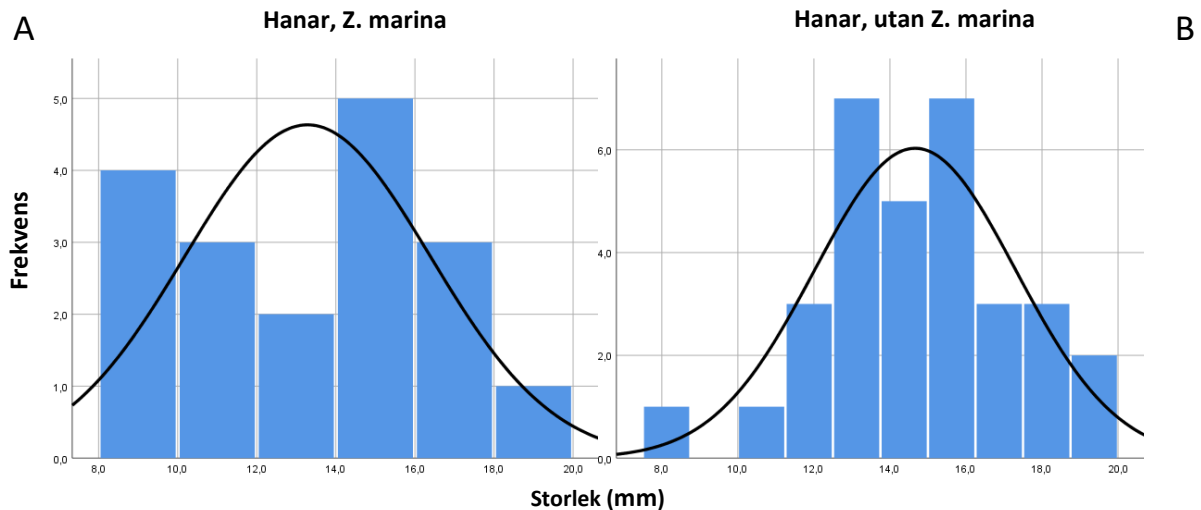 A
Hanar, Z. marina
Hanar, utan Z. marina
B
Frekvens
5,0
4,0
3,0
2,0
1,0
0,0
8,0 10,0 12,0 14,0 16,0 18,0 20,0
6,0
4,0
2,0
0,0
8,0 10,0 12,0 14,0 16,0 18,0 20,0
Storlek (mm)